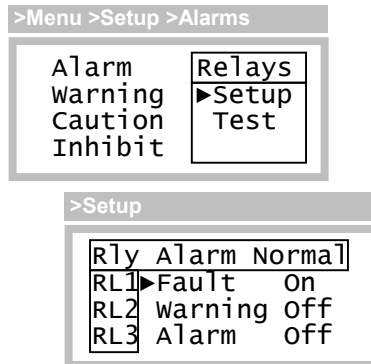 >Menu >Setup >Alarms
Alarm Relays
Warning ►Setup
Caution Test
Inhibit
>Setup
Rly Alarm Normal
RL1►Fault On
RL2 Warning Off
RL3 Alarm Off